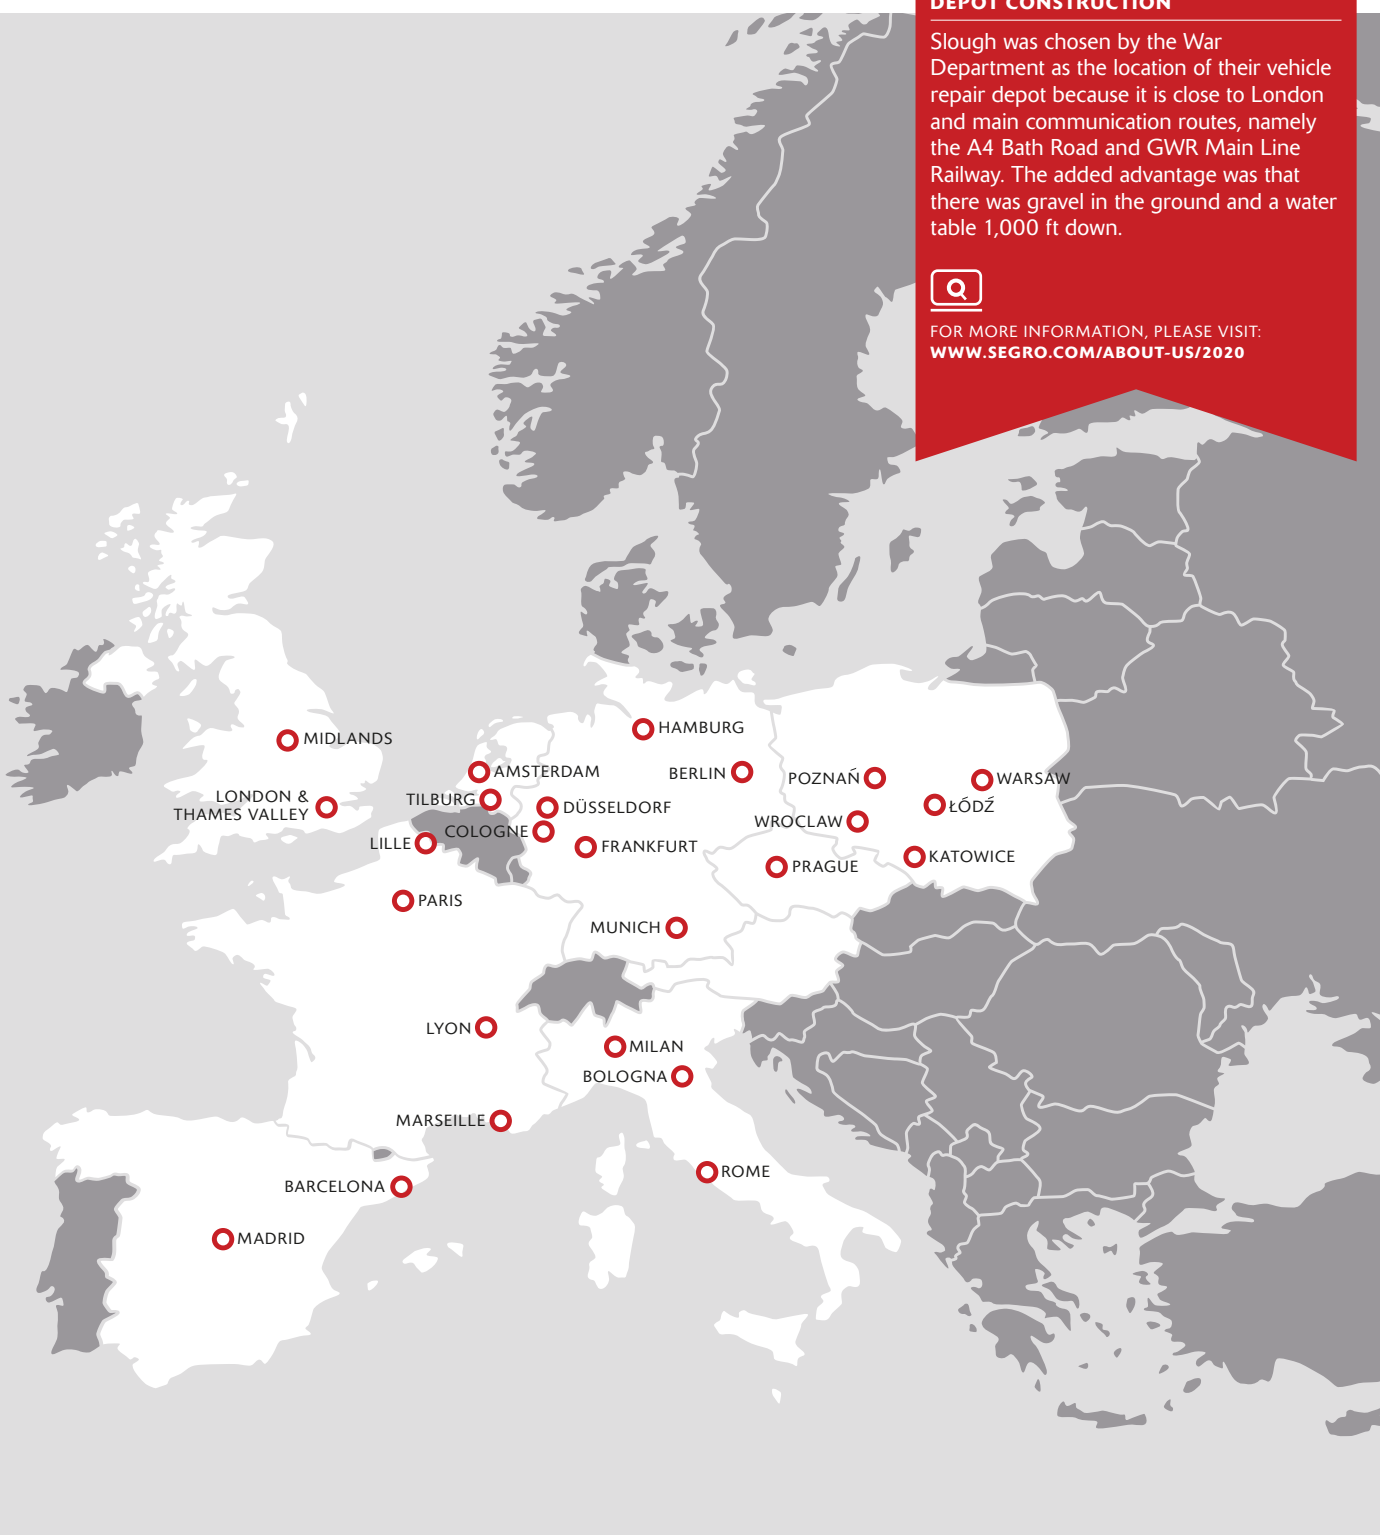 DEPOT CONSTRUCTION
Slough was chosen by the War
Department as the location of their vehicle
repair depot because it is close to London
and main communication routes, namely
the A4 Bath Road and GWR Main Line
Railway. The added advantage was that
there was gravel in the ground and a water
table 1,000 ft down.
FOR MORE INFORMATION, PLEASE VISIT:
WWW.SEGRO.COM/ABOUT-US/2020
HAMBURG
MIDLANDS
AMSTERDAM
BERLIN
POZNAŃ
WARSAW
LONDON &
THAMES VALLEY
TILBURG
DÜSSELDORF
ŁÓDŹ
WROCLAW
COLOGNE
LILLE
FRANKFURT
KATOWICE
PRAGUE
PARIS
MUNICH
LYON
MILAN
BOLOGNA
MARSEILLE
ROME
BARCELONA
MADRID